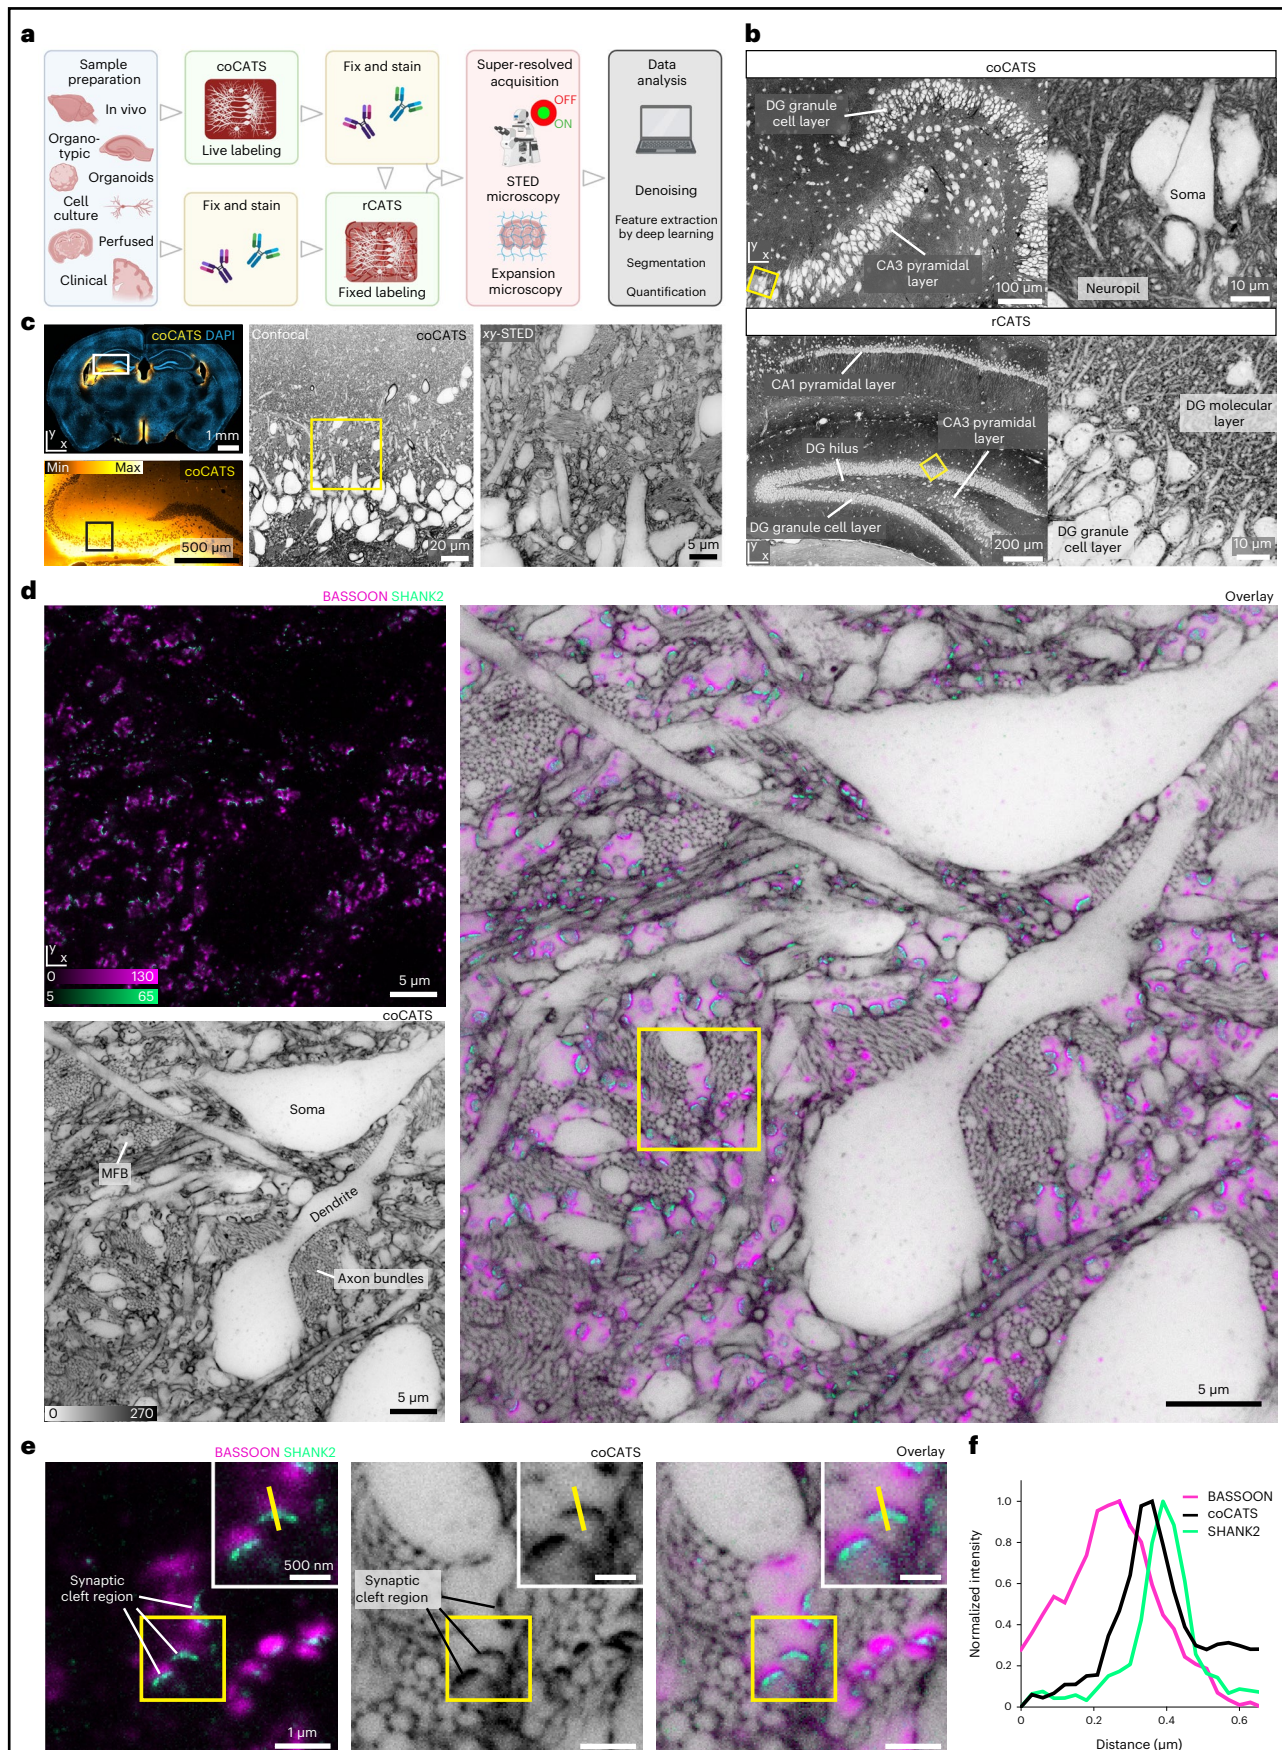 a
Sample
preparation
In vivo
Organo-
typic
Organoids
Cell
culture
Perfused
Clinical
coCATS
Live labeling
Fix and stain
Fix and stain
rCATS
Fixed labeling
Super-resolved
acquisition
OFF
ON
STED
microscopy
Expansion
microscopy
Data
analysis
Denoising
Feature extraction
by deep learning
Segmentation
Quantification
b
coCATS
DG granule
cell layer
CA3 pyramidal
layer
y
x
100 µm
Soma
Neuropil
10 µm
rCATS
CA1 pyramidal layer
CA3 pyramidal
layer
DG hilus
DG granule cell layer
y
x
200 µm
DG molecular
layer
DG granule
cell layer
10 µm
c
coCATS DAPI
y
x
1 mm
Min
Max
coCATS
500 µm
Confocal
coCATS
20 µm
xy-STED
5 µm
d
BASSOON SHANK2
y
x
0 130
5 65
5 µm
coCATS
Soma
MFB
Dendrite
Axon bundles
0 270
5 µm
Overlay
5 µm
e
BASSOON SHANK2
Synaptic
cleft region
500 nm
1 µm
coCATS
Synaptic
cleft region
Overlay
f
Normalized intensity
1.0
0.8
0.6
0.4
0.2
0
BASSOON
coCATS
SHANK2
0 0.2 0.4 0.6
Distance (µm)